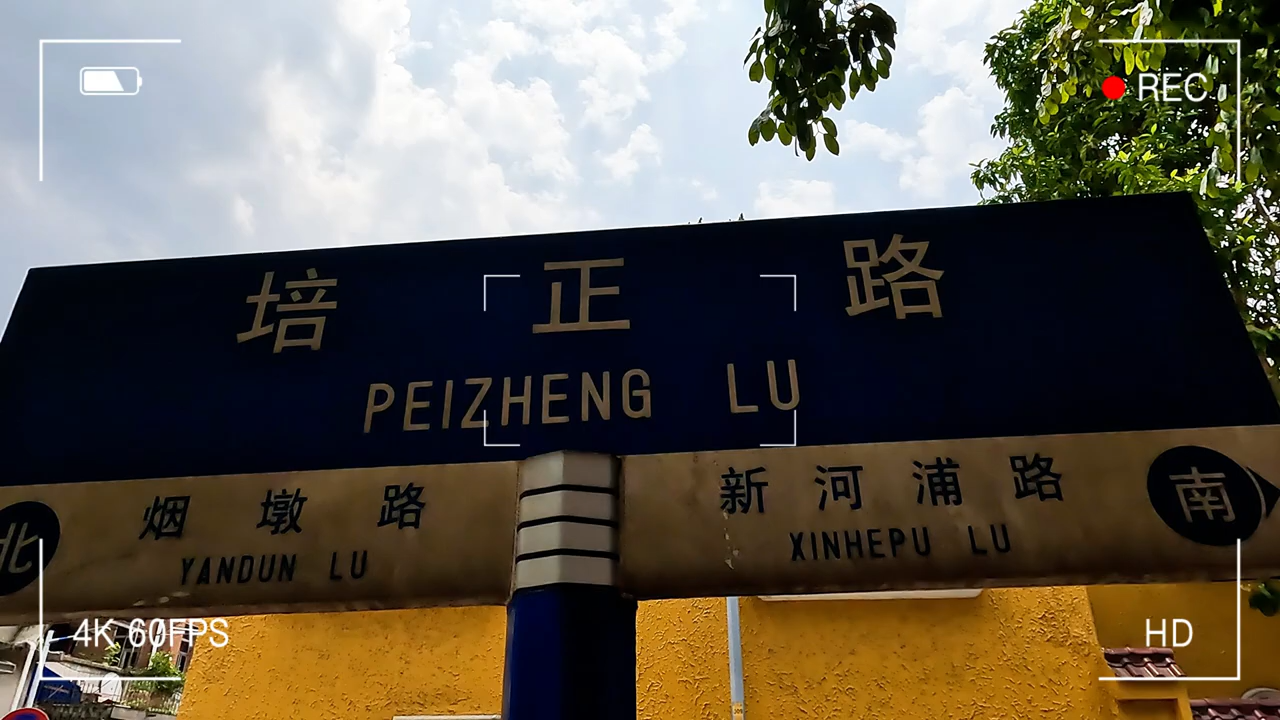 REC
培 正 路
PEIZHENG LU
北 烟 墩 路
YANDUN LU
新 河 浦 路 南
XINHEPU LU
4K 60FPS
HD